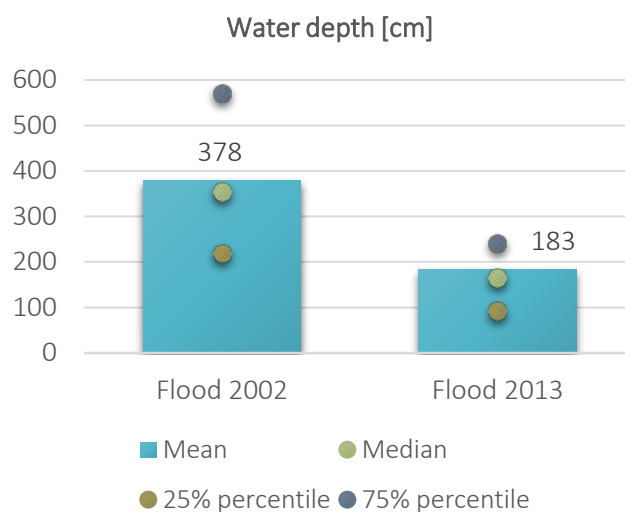 Water depth [cm]
600
500
400
300
200
100
0
378
183
Flood 2002
Flood 2013
Mean
Median
25% percentile
75% percentile